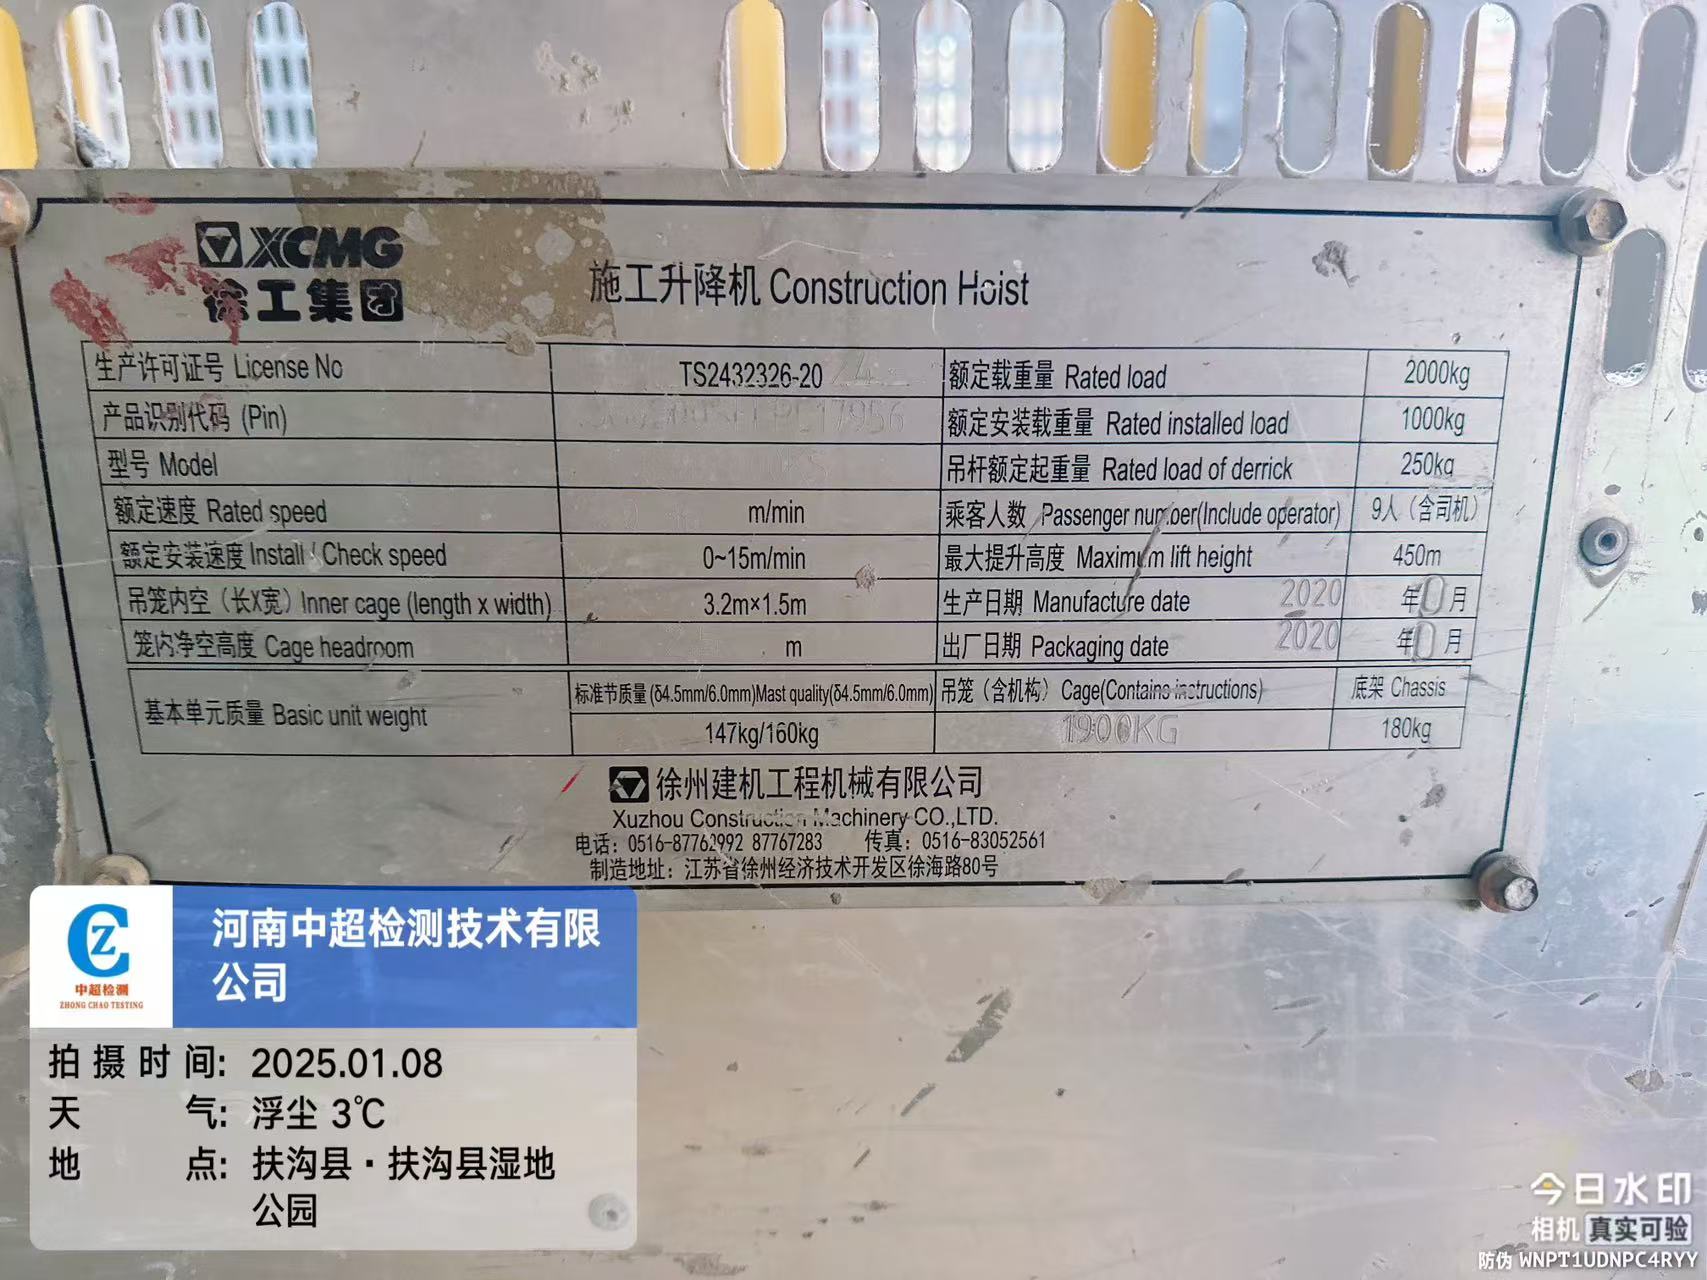 XCMG
徐工集团
施工升降机 Construction Hoist
生产许可证号 License No TS2432326-20 额定载重量 Rated load 2000kg
产品识别代码 (Pin) 额定安装载重量 Rated installed load 1000kg
型号 Model 吊杆额定起重量 Rated load of derrick 250kg
额定速度 Rated speed m/min 乘客人数 Passenger number(Include operator) 9人（含司机）
额定安装速度 Install / Check speed 0~15m/min 最大提升高度 Maximum lift height 450m
吊笼内空（长X宽）Inner cage (length x width) 3.2m×1.5m 生产日期 Manufacture date 2020 年 月
笼内净空高度 Cage headroom m 出厂日期 Packaging date 2020 年 月
基本单元质量 Basic unit weight 标准节质量 (δ4.5mm/6.0mm)Mast quality(δ4.5mm/6.0mm) 吊笼（含机构）Cage(Contains instructions) 底架 Chassis
147kg/160kg 1900KG 180kg
徐州建机工程机械有限公司
Xuzhou Construction Machinery CO.,LTD.
电话：0516-87762992 87767283 传真：0516-83052561
制造地址：江苏省徐州经济技术开发区徐海路80号
CZ
中超检测
ZHONG CHAO TESTING
河南中超检测技术有限
公司
拍摄时间: 2025.01.08
天气: 浮尘 3℃
地点: 扶沟县·扶沟县湿地
公园
今日水印
相机 真实可验
防伪 WNPT1UDNPC4RYY